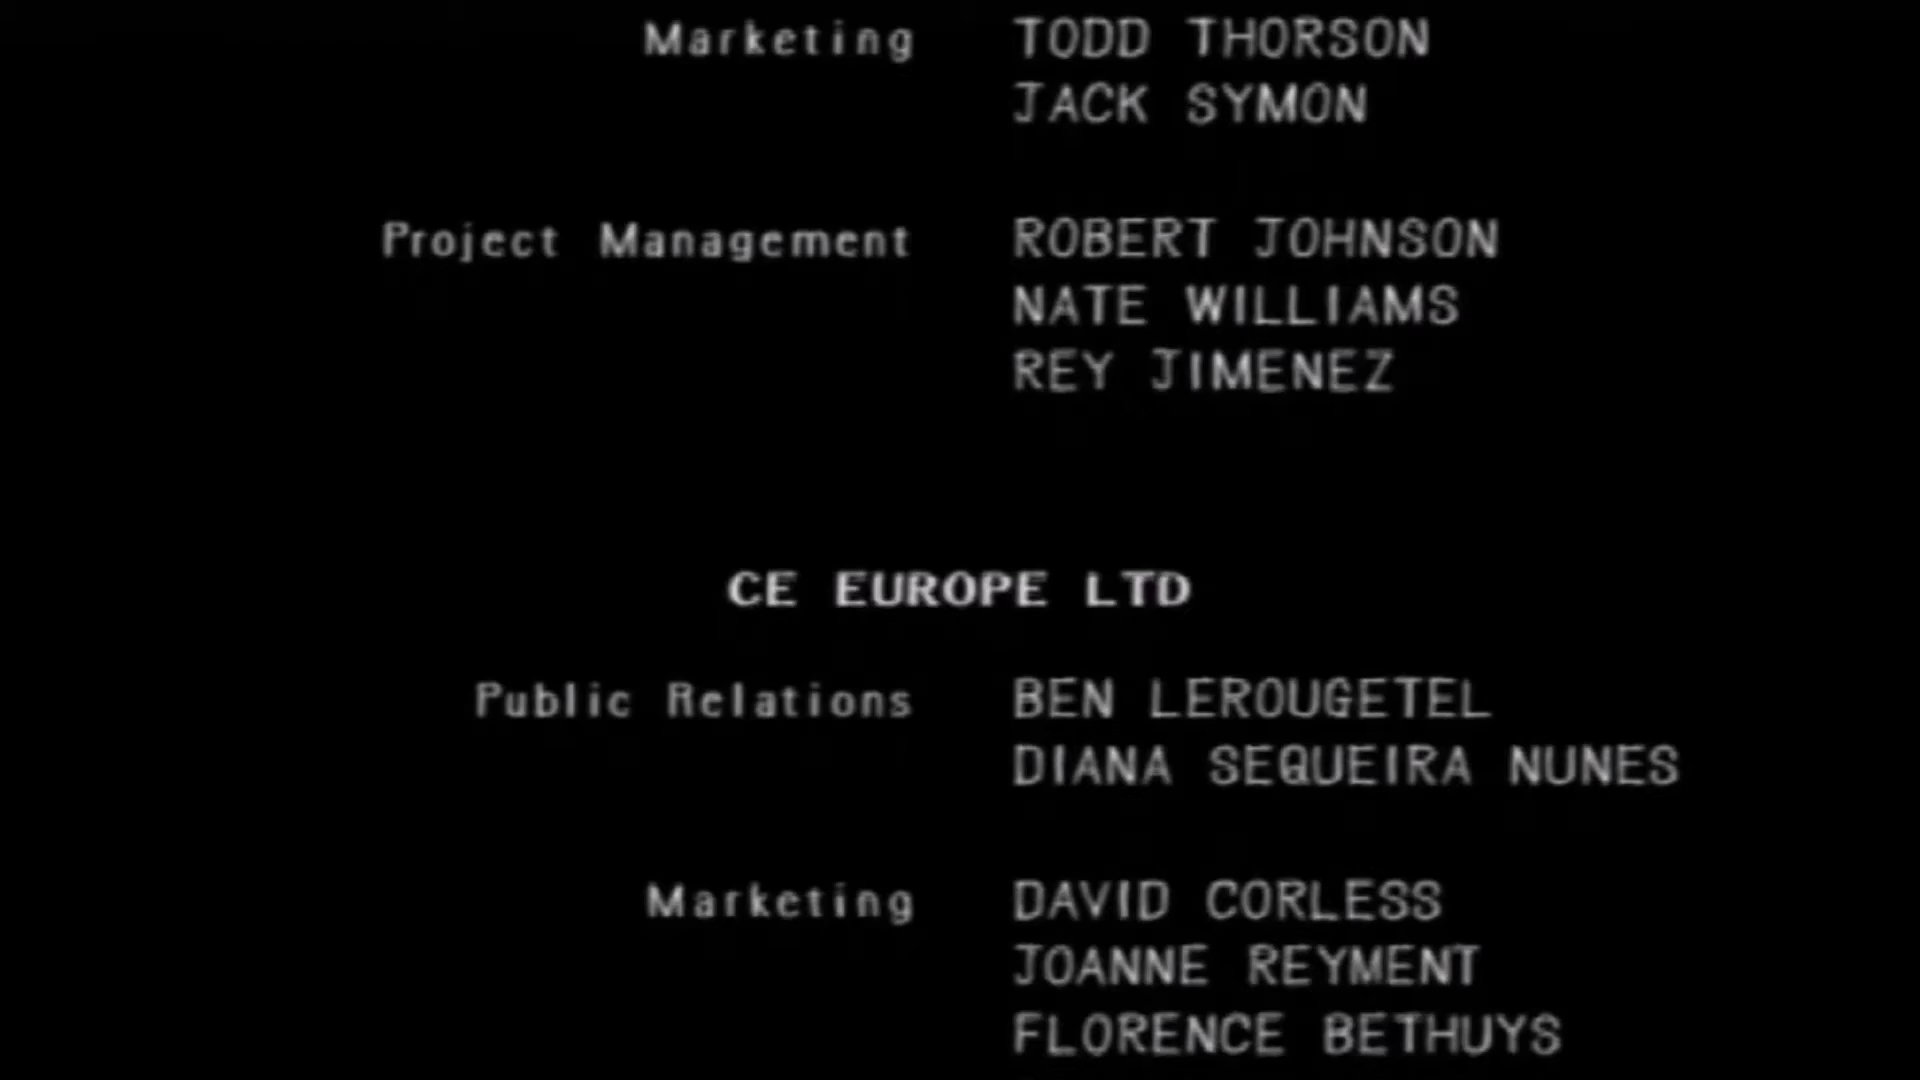 Marketing TODD THORSON
JACK SYMON
Project Management ROBERT JOHNSON
NATE WILLIAMS
REY JIMENEZ
CE EUROPE LTD
Public Relations BEN LEROUGETEL
DIANA SEQUEIRA NUNES
Marketing DAVID CORLESS
JOANNE REYMENT
FLORENCE BETHUYS